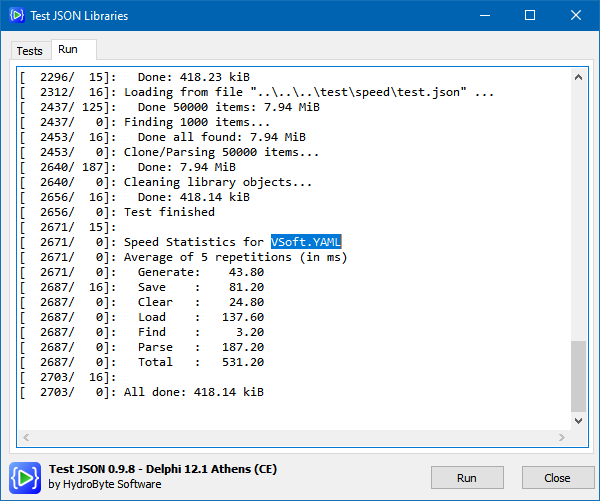 Test JSON Libraries
Tests
Run
[  2296/  15]:   Done: 418.23 kiB
[  2312/  16]: Loading from file "..\..\..\test\speed\test.json" ...
[  2437/ 125]:   Done 50000 items: 7.94 MiB
[  2437/   0]: Finding 1000 items...
[  2453/  16]:   Done all found: 7.94 MiB
[  2453/   0]: Clone/Parsing 50000 items...
[  2640/ 187]:   Done: 7.94 MiB
[  2640/   0]: Cleaning library objects...
[  2656/  16]:   Done: 418.14 kiB
[  2656/   0]: Test finished
[  2671/  15]:
[  2671/   0]: Speed Statistics for VSoft.YAML
[  2671/   0]: Average of 5 repetitions (in ms)
[  2671/   0]:   Generate:    43.80
[  2687/  16]:   Save    :    81.20
[  2687/   0]:   Clear   :    24.80
[  2687/   0]:   Load    :   137.60
[  2687/   0]:   Find    :     3.20
[  2687/   0]:   Parse   :   187.20
[  2687/   0]:   Total   :   531.20
[  2703/  16]:
[  2703/   0]: All done: 418.14 kiB
Test JSON 0.9.8 - Delphi 12.1 Athens (CE)
by HydroByte Software
Run
Close